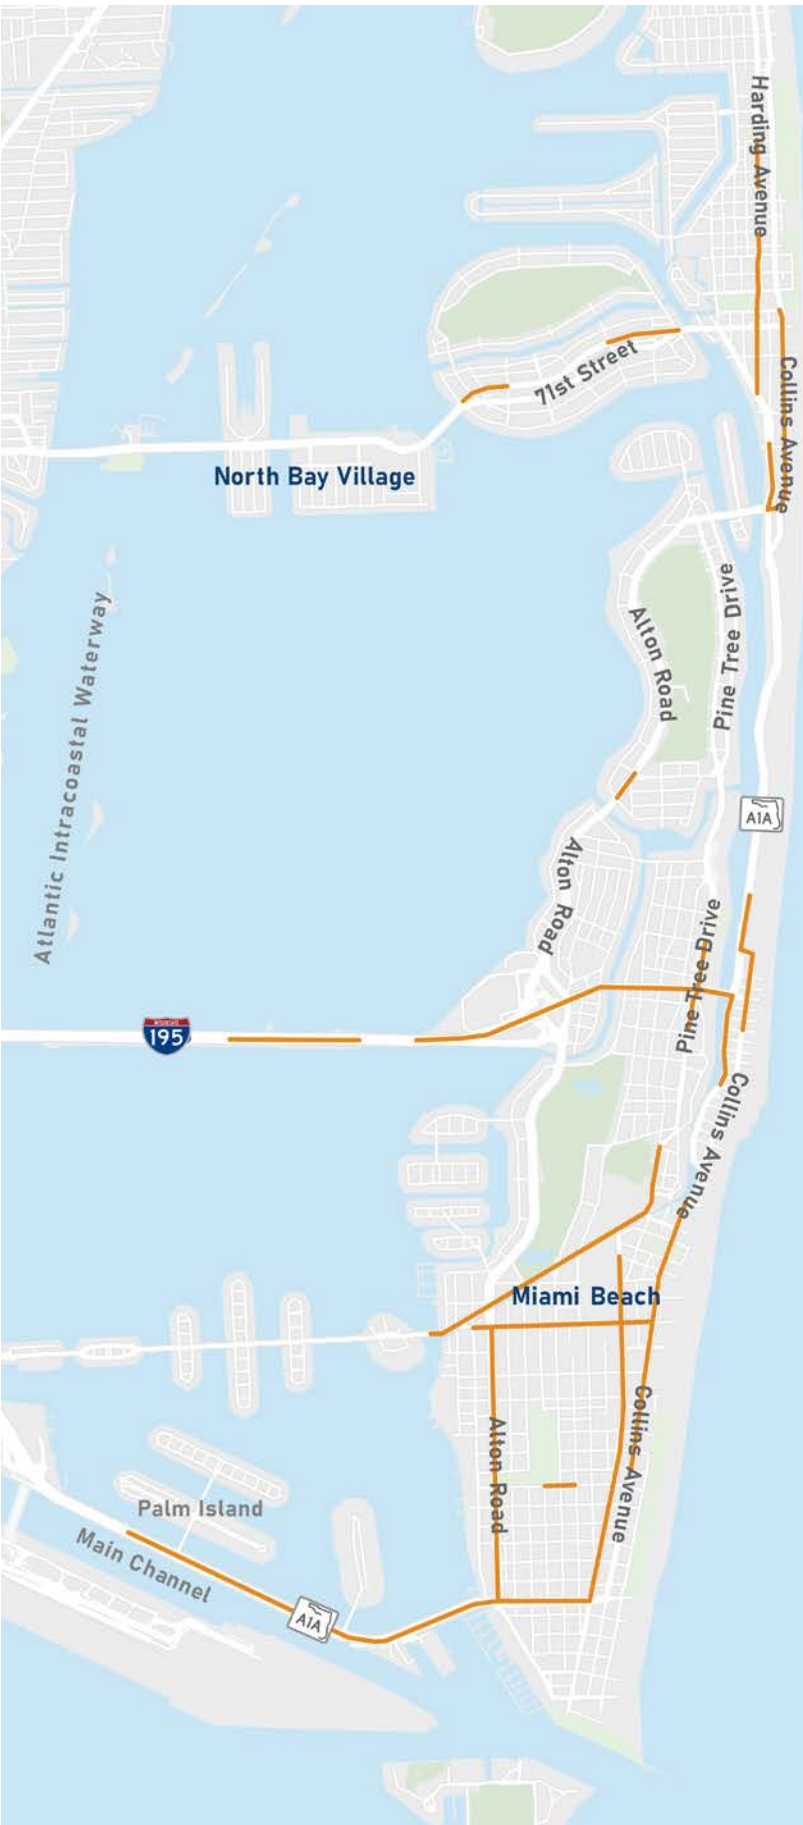 Harding Avenue
71st Street
Collins Avenue
North Bay Village
Pine Tree Drive
Alton Road
Atlantic Intracoastal Waterway
A1A
Alton Road
Pine Tree Drive
INTERSTATE
195
Collins Avenue
Miami Beach
Collins Avenue
Alton Road
Palm Island
Main Channel
A1A